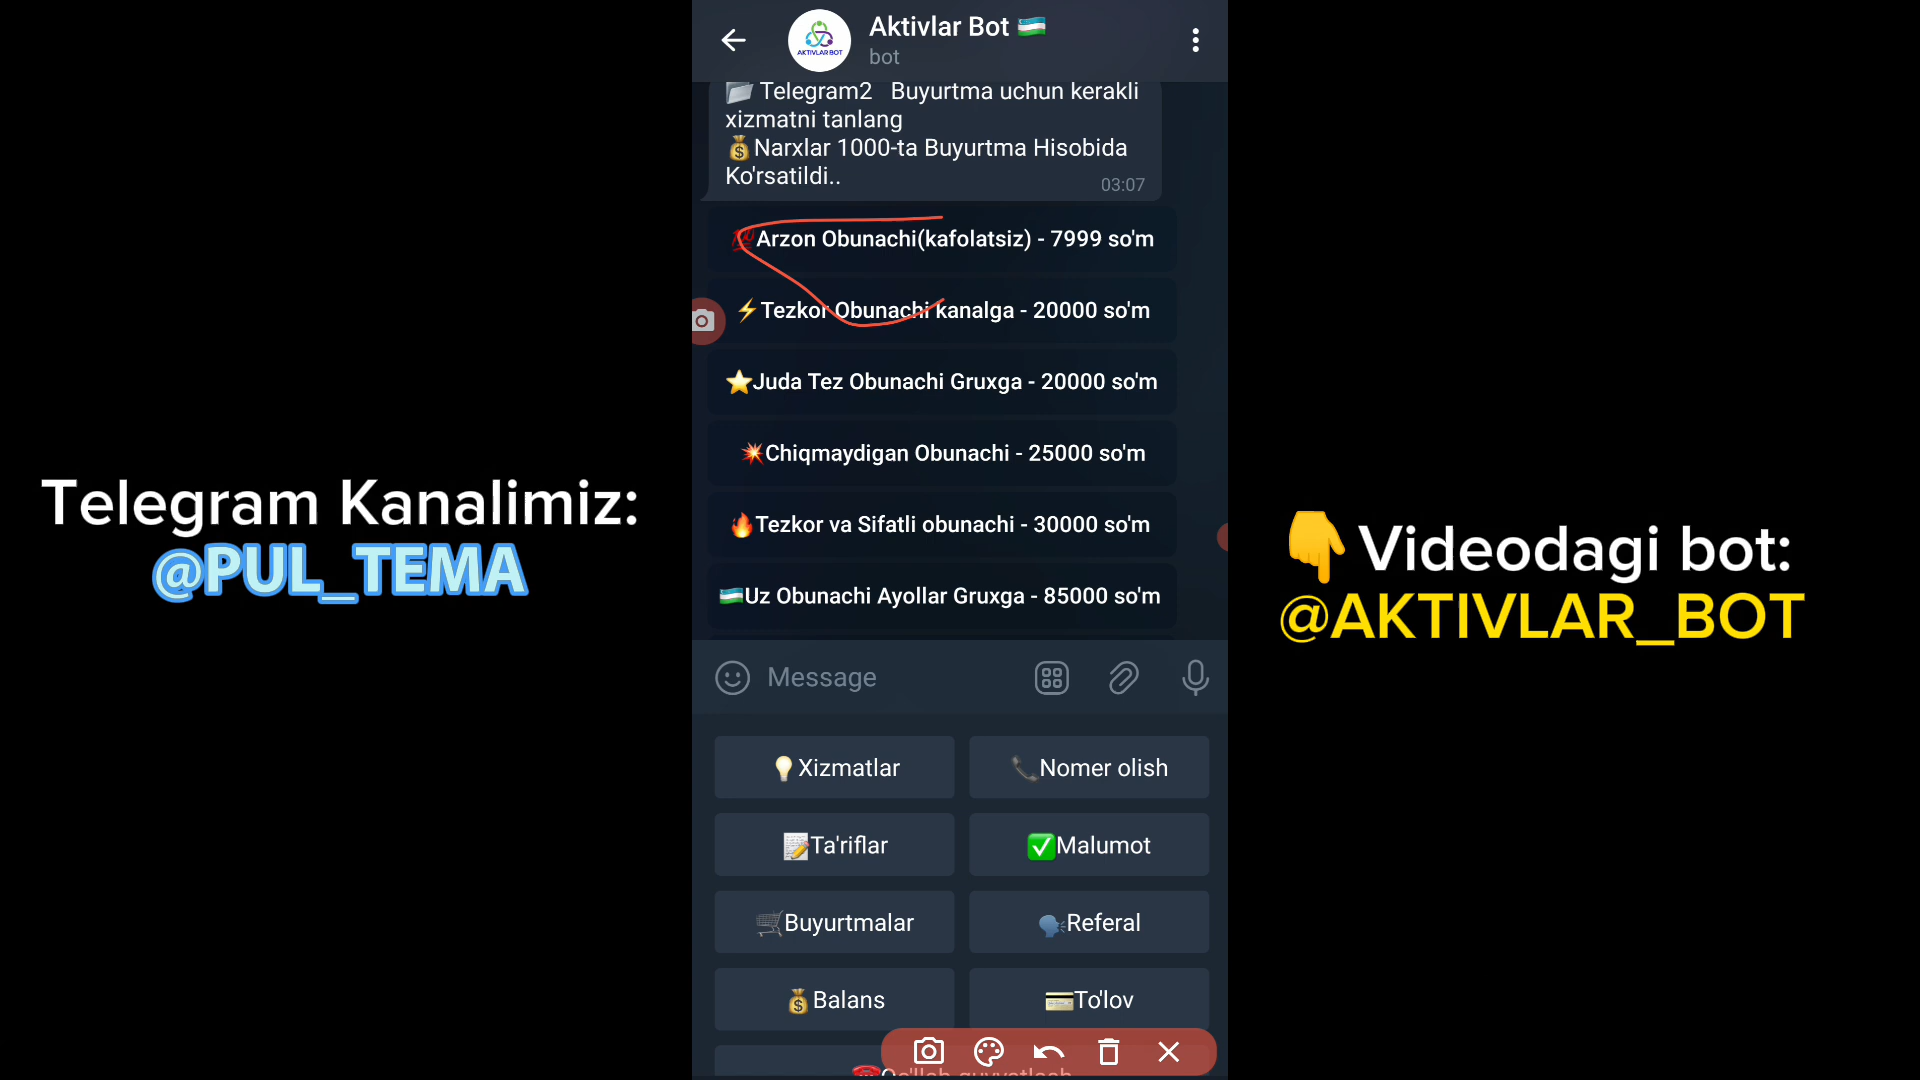 Aktivlar Bot 🇺🇿
bot
AKTIVLAR BOT
📂 Telegram2 Buyurtma uchun kerakli
xizmatni tanlang
💰Narxlar 1000-ta Buyurtma Hisobida
Ko'rsatildi..
03:07
💯Arzon Obunachi(kafolatsiz) - 7999 so'm
⚡Tezkor Obunachi kanalga - 20000 so'm
⭐Juda Tez Obunachi Gruxga - 20000 so'm
💥Chiqmaydigan Obunachi - 25000 so'm
🔥Tezkor va Sifatli obunachi - 30000 so'm
🇺🇿Uz Obunachi Ayollar Gruxga - 85000 so'm
Message
💡Xizmatlar
📞Nomer olish
📝Ta'riflar
✅Malumot
🛒Buyurtmalar
🗣Referal
💰Balans
💳To'lov
Telegram Kanalimiz:
@PUL_TEMA
👇Videodagi bot:
@AKTIVLAR_BOT